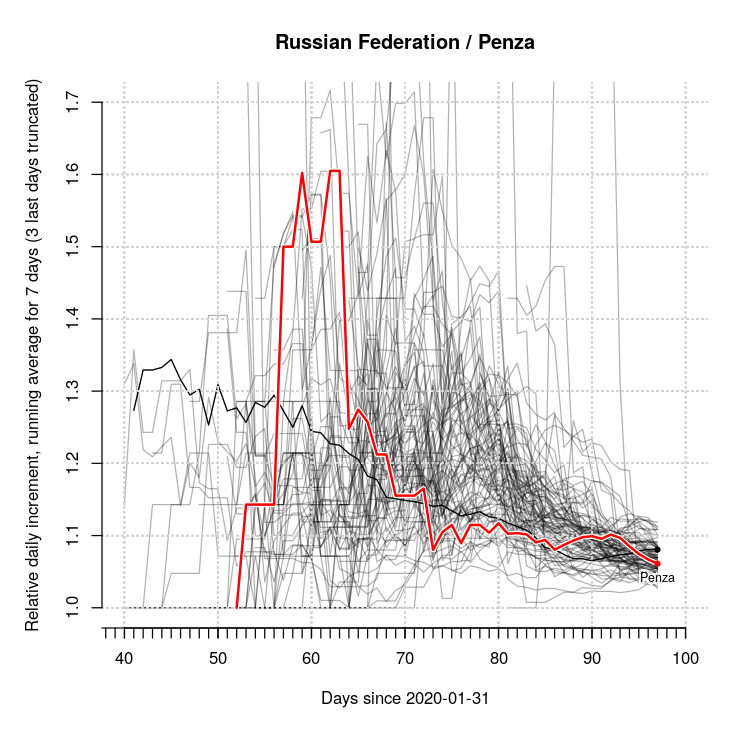 Russian Federation / Penza
Relative daily increment, running average for 7 days (3 last days truncated)
1.7
1.6
1.5
1.4
1.3
1.2
1.1
1.0
Penza
40 50 60 70 80 90 100
Days since 2020-01-31